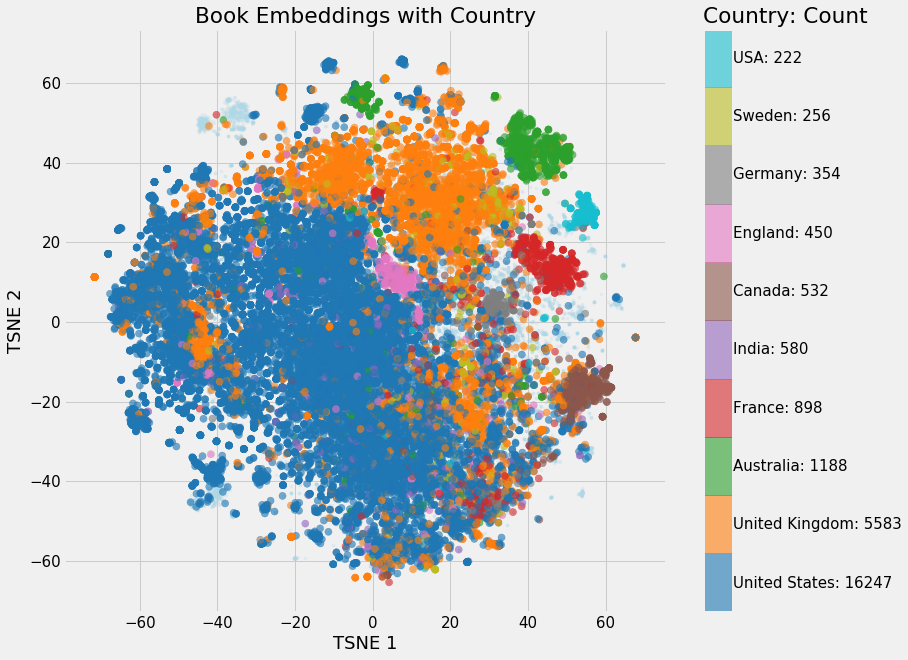 Book Embeddings with Country
Country: Count
USA: 222
Sweden: 256
Germany: 354
England: 450
Canada: 532
India: 580
France: 898
Australia: 1188
United Kingdom: 5583
United States: 16247
TSNE 2
60
40
20
0
−20
−40
−60
−60 −40 −20 0 20 40 60
TSNE 1